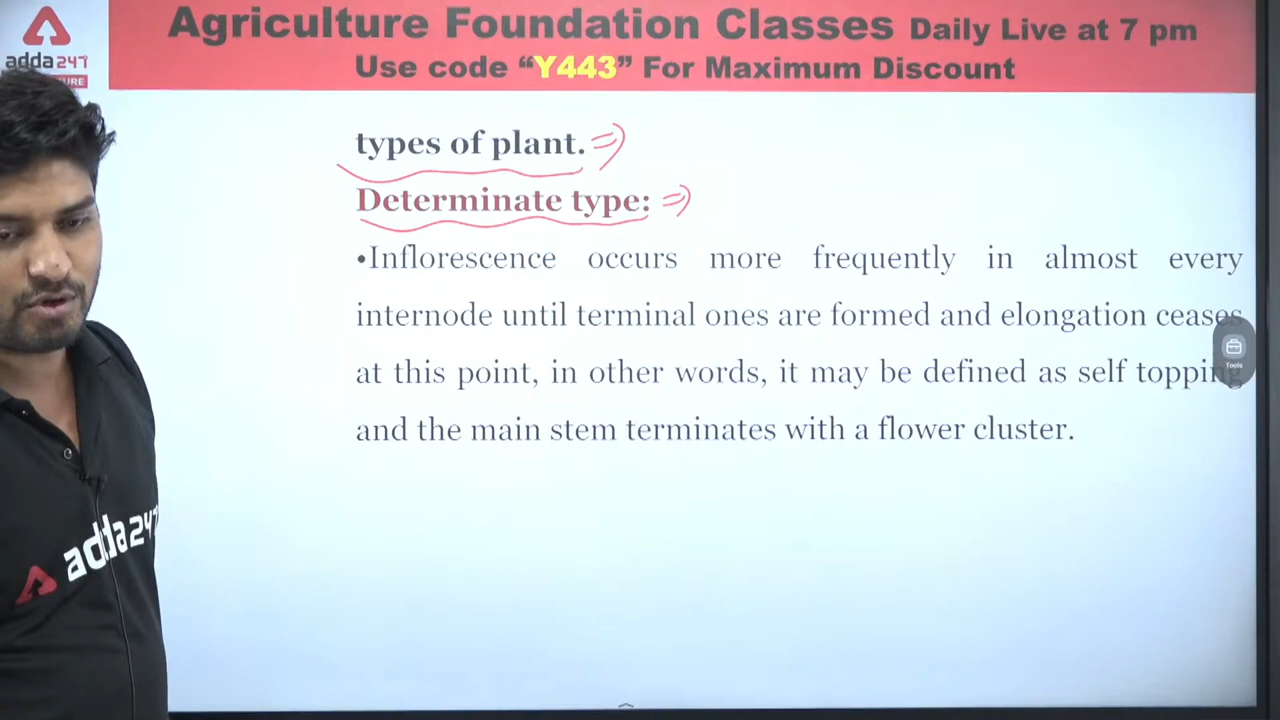 Agriculture Foundation Classes Daily Live at 7 pm
Use code “Y443” For Maximum Discount
adda247
URE
types of plant.
Determinate type:
•Inflorescence occurs more frequently in almost every
internode until terminal ones are formed and elongation ceases
at this point, in other words, it may be defined as self topping
and the main stem terminates with a flower cluster.
Tools
adda247